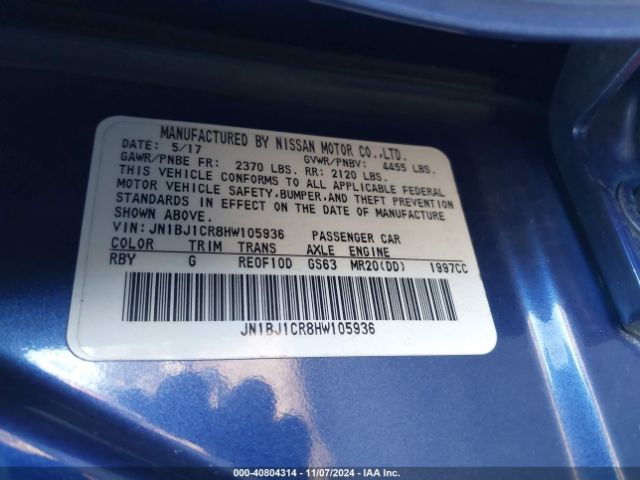 MANUFACTURED BY NISSAN MOTOR CO.,LTD.
DATE: 5/17 GVWR/PNBV: 4455 LBS.
GAWR/PNBE FR: 2370 LBS. RR: 2120 LBS.
THIS VEHICLE CONFORMS TO ALL APPLICABLE FEDERAL
MOTOR VEHICLE SAFETY,BUMPER,AND THEFT PREVENTION
STANDARDS IN EFFECT ON THE DATE OF MANUFACTURE
SHOWN ABOVE.
VIN: JN1BJ1CR8HW105936 PASSENGER CAR
COLOR TRIM TRANS AXLE ENGINE
RBY G RE0F10D GS63 MR20(DD) 1997CC
JN1BJ1CR8HW105936
000-40804314 - 11/07/2024 - IAA Inc.